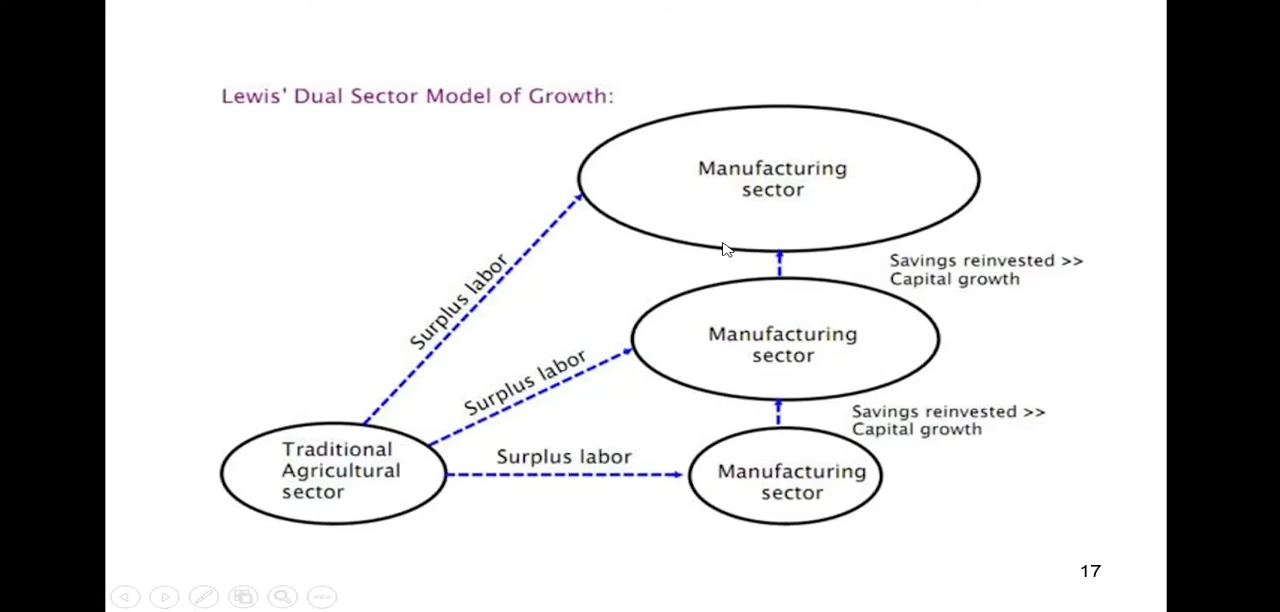 Lewis' Dual Sector Model of Growth:
Manufacturing
sector
Savings reinvested >>
Capital growth
Surplus labor
Manufacturing
sector
Surplus labor
Savings reinvested >>
Capital growth
Traditional
Agricultural
sector
Surplus labor
Manufacturing
sector
17